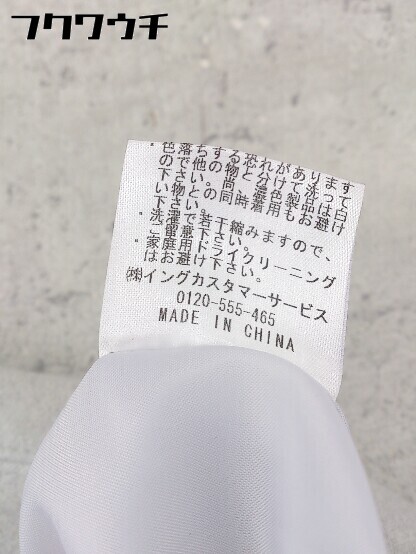 フクワウチ
・色落ちする恐れがあります
ので他の物と分けて洗って
下さい。尚、濃色製品は白
い物との同時着用もお避け
下さい。
・洗濯で若干縮みますので、
ご留意下さい。
・家庭用ドライクリーニング
はお避け下さい。
㈱イングカスタマーサービス
0120-555-465
MADE IN CHINA